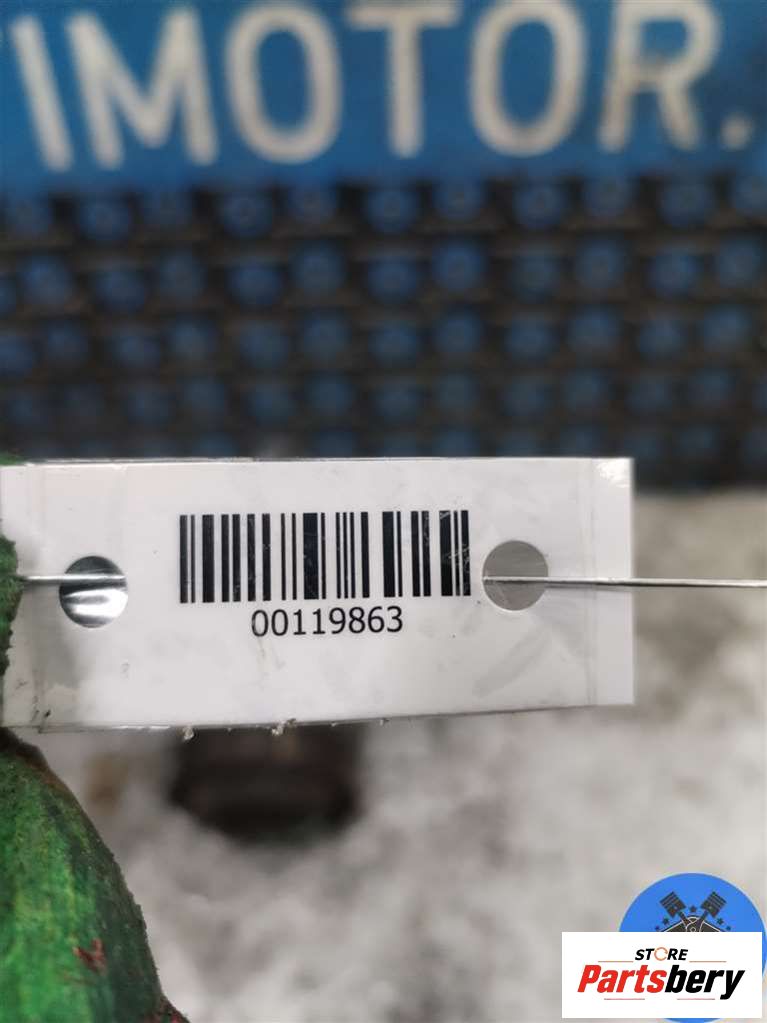 IMOTOR.
00119863
STORE
Partsbery